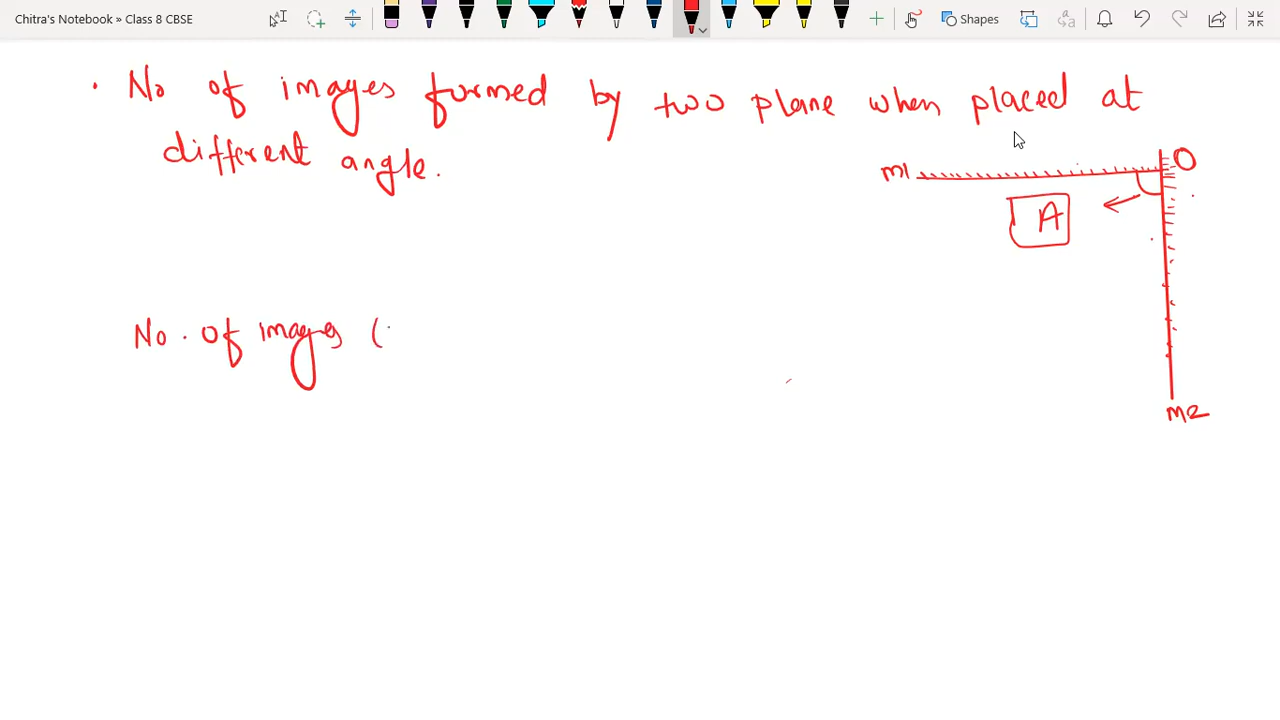 Chitra's Notebook » Class 8 CBSE
Shapes
. No of images formed by two plane when placed at
different angle.
M1
O
A
No. of images (
M2